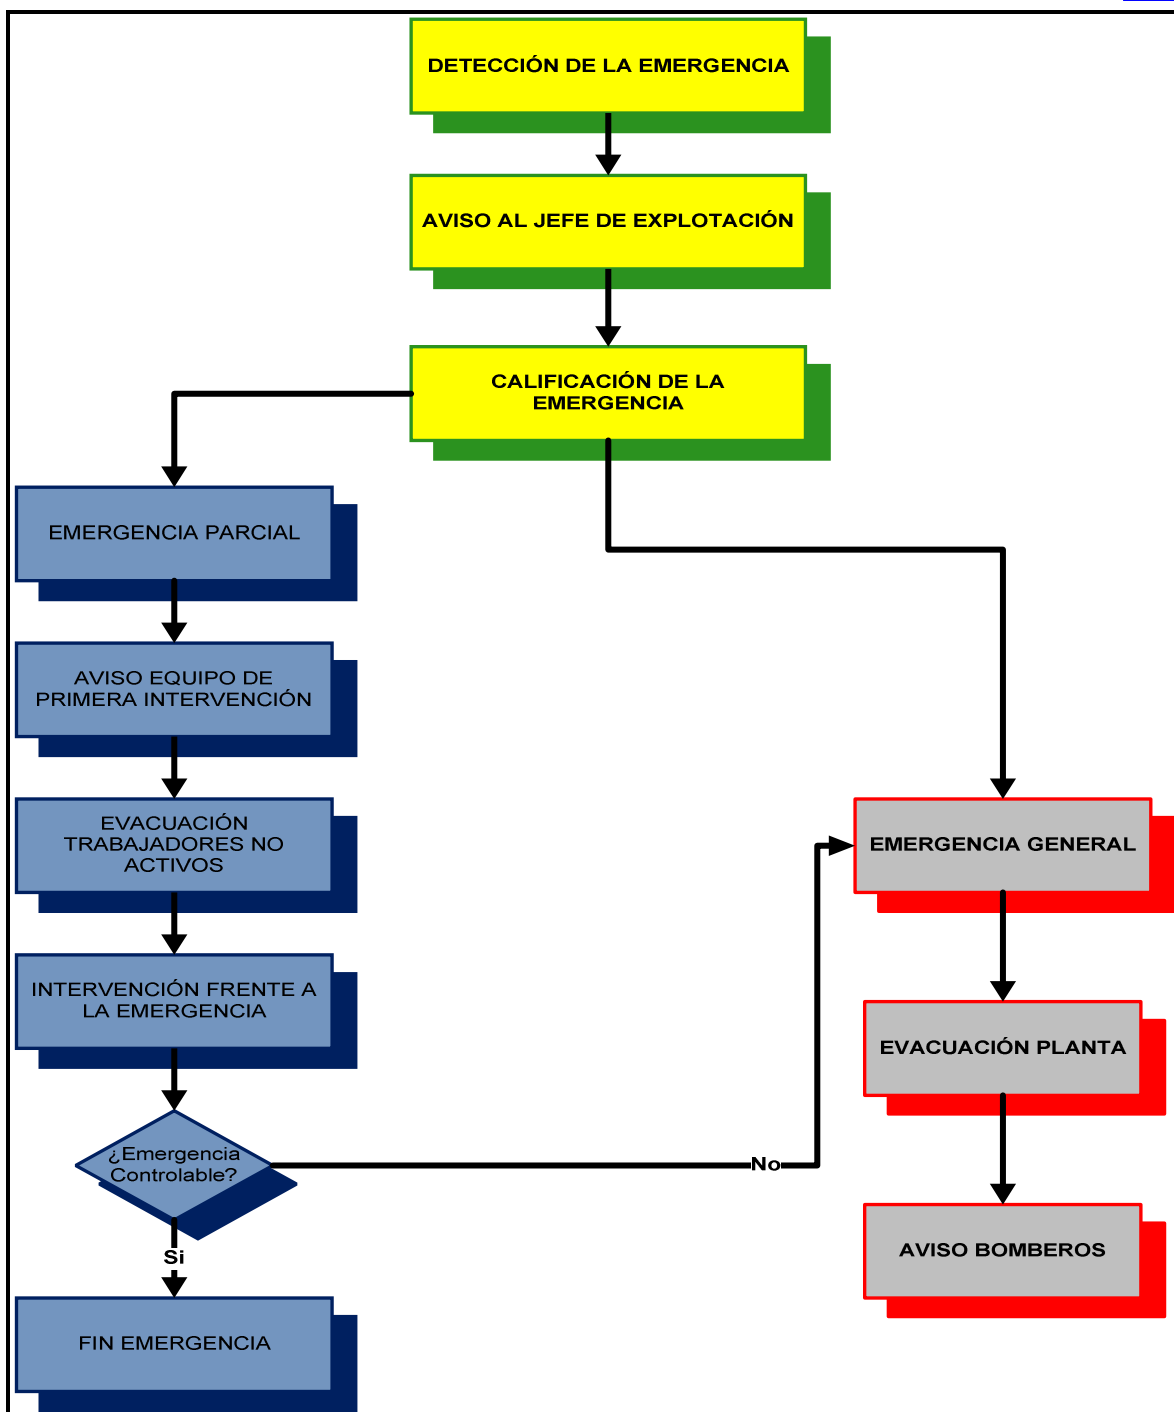 DETECCIÓN DE LA EMERGENCIA
AVISO AL JEFE DE EXPLOTACIÓN
CALIFICACIÓN DE LA
EMERGENCIA
EMERGENCIA PARCIAL
AVISO EQUIPO DE
PRIMERA INTERVENCIÓN
EVACUACIÓN
TRABAJADORES NO
ACTIVOS
INTERVENCIÓN FRENTE A
LA EMERGENCIA
¿Emergencia
Controlable?
No
Si
FIN EMERGENCIA
EMERGENCIA GENERAL
EVACUACIÓN PLANTA
AVISO BOMBEROS